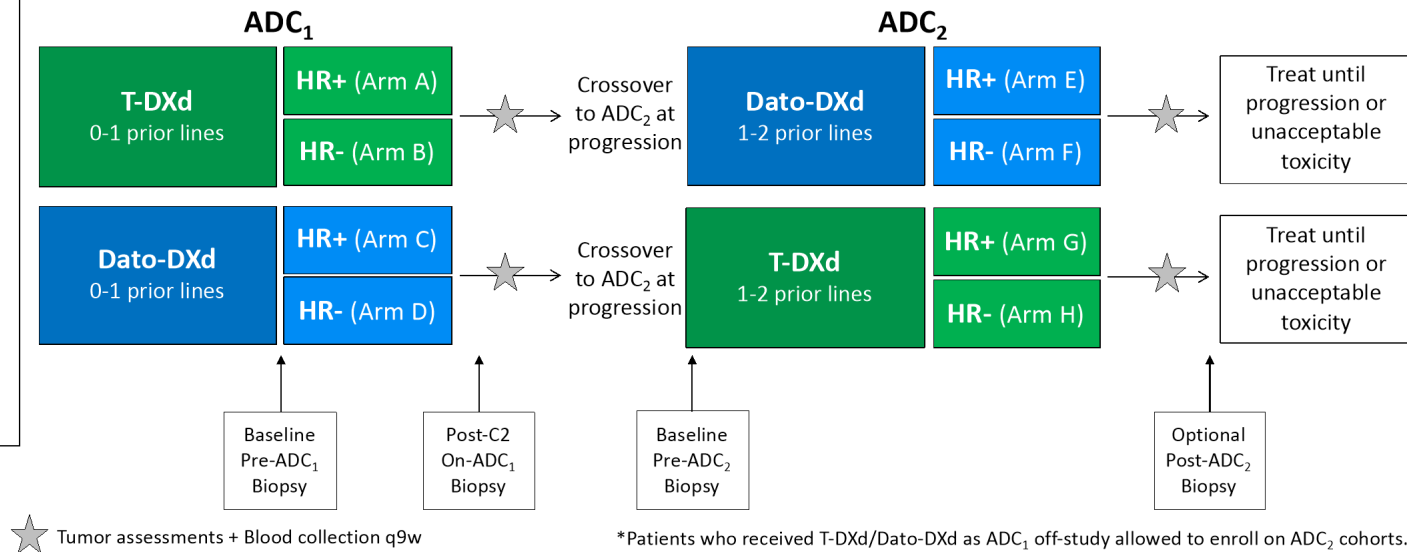 ADC₁
ADC₂
T-DXd
0-1 prior lines
HR+ (Arm A)
HR- (Arm B)
Crossover
to ADC₂ at
progression
Dato-DXd
1-2 prior lines
HR+ (Arm E)
HR- (Arm F)
Treat until
progression or
unacceptable
toxicity
Dato-DXd
0-1 prior lines
HR+ (Arm C)
HR- (Arm D)
Crossover
to ADC₂ at
progression
T-DXd
1-2 prior lines
HR+ (Arm G)
HR- (Arm H)
Treat until
progression or
unacceptable
toxicity
Baseline
Pre-ADC₁
Biopsy
Post-C2
On-ADC₁
Biopsy
Baseline
Pre-ADC₂
Biopsy
Optional
Post-ADC₂
Biopsy
Tumor assessments + Blood collection q9w
*Patients who received T-DXd/Dato-DXd as ADC₁ off-study allowed to enroll on ADC₂ cohorts.